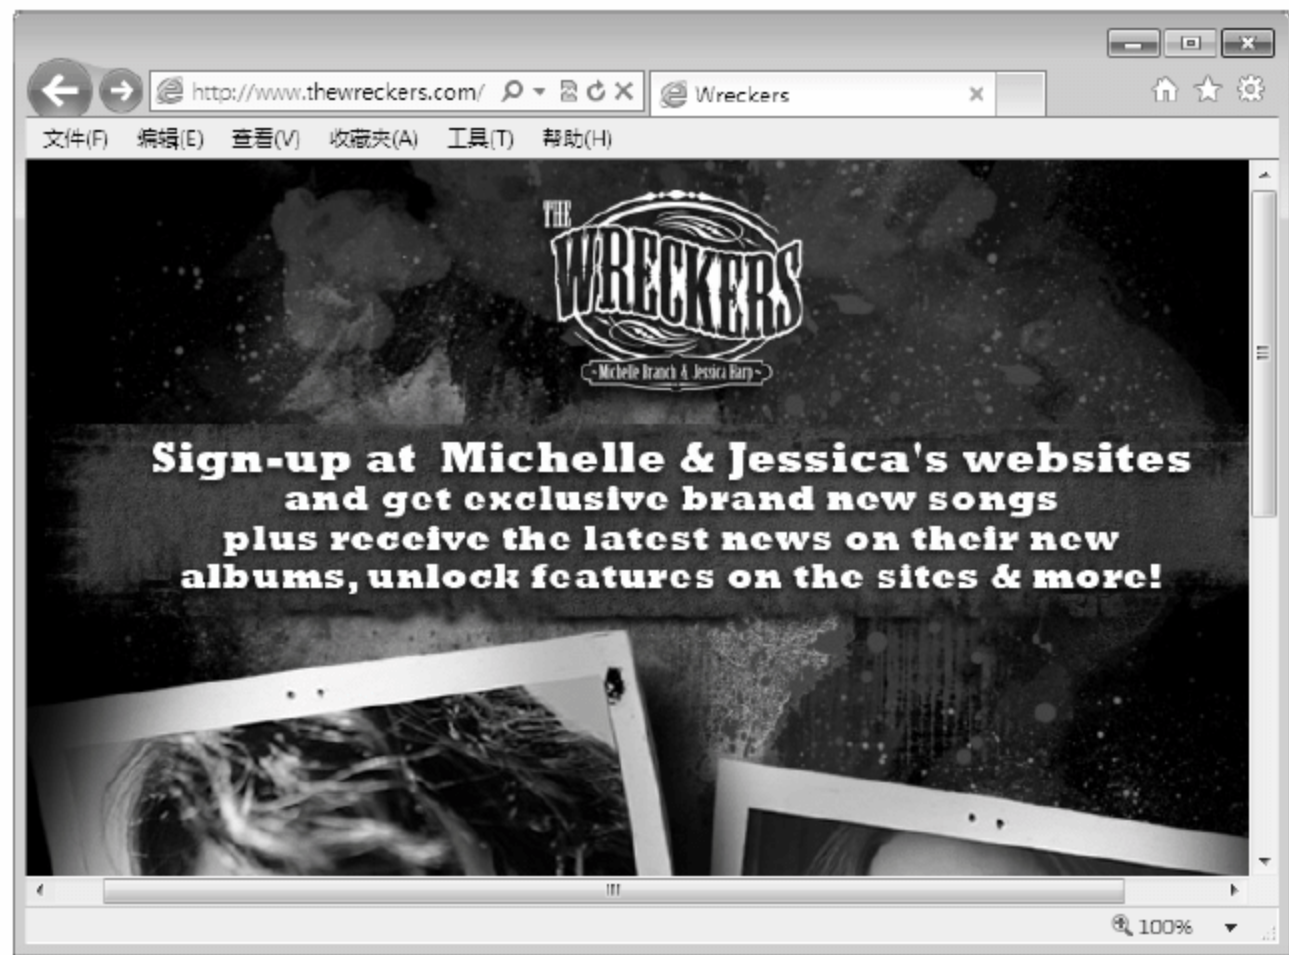 http://www.thewreckers.com/
Wreckers
文件(F) 编辑(E) 查看(V) 收藏夹(A) 工具(T) 帮助(H)
THE
WRECKERS
~Michelle Branch & Jessica Harp~
Sign-up at Michelle & Jessica's websites
and get exclusive brand new songs
plus receive the latest news on their new
albums, unlock features on the sites & more!
100%